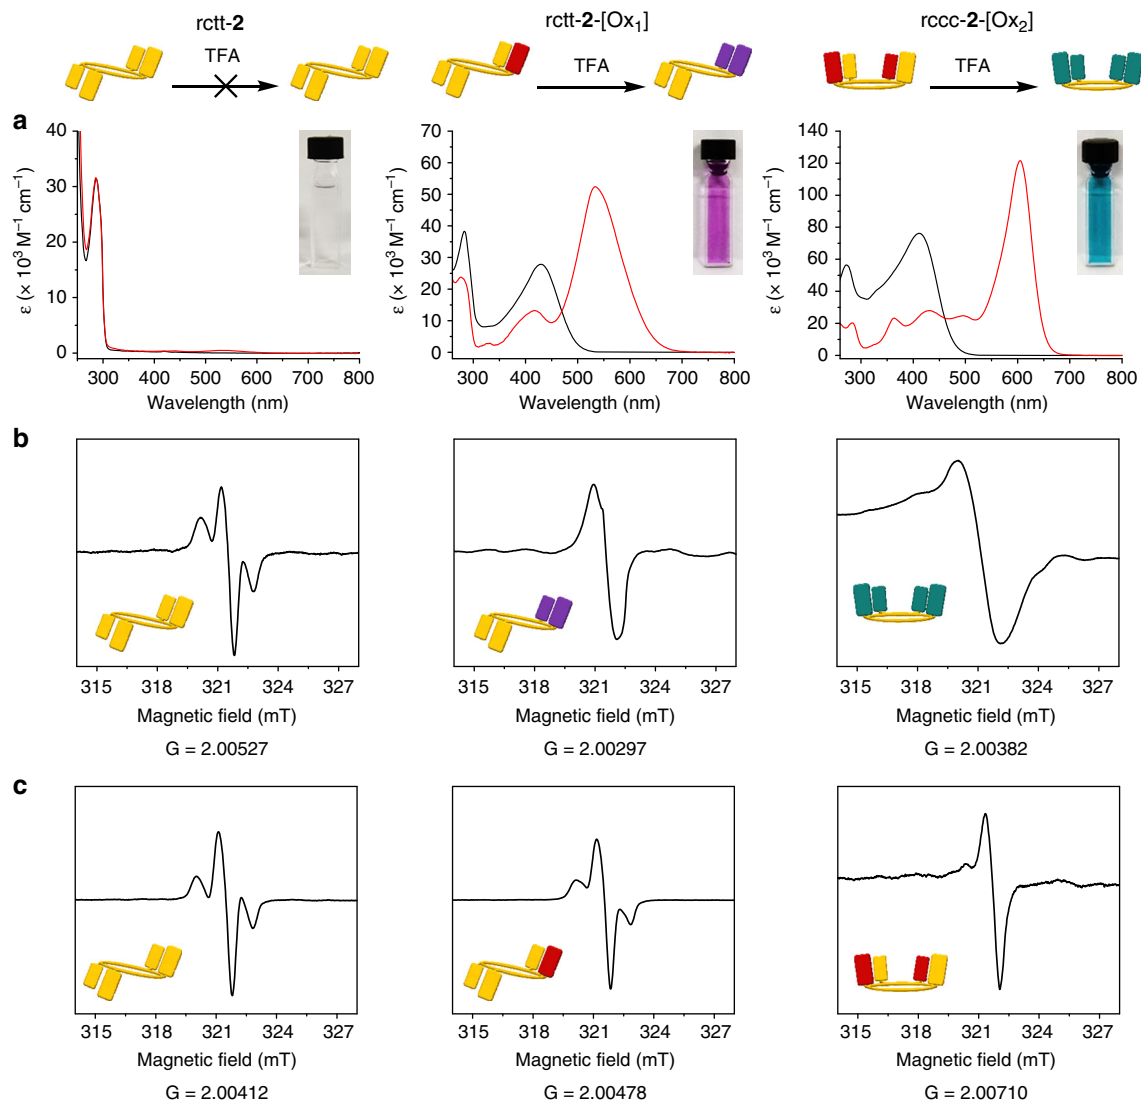 rctt-2
rctt-2-[Ox₁]
rccc-2-[Ox₂]
TFA
TFA
TFA
a
40
30
20
10
0
ε (× 10³ M⁻¹ cm⁻¹)
300 400 500 600 700 800
Wavelength (nm)
70
60
50
40
30
20
10
0
ε (× 10³ M⁻¹ cm⁻¹)
300 400 500 600 700 800
Wavelength (nm)
140
120
100
80
60
40
20
0
ε (× 10³ M⁻¹ cm⁻¹)
300 400 500 600 700 800
Wavelength (nm)
b
315 318 321 324 327
Magnetic field (mT)
G = 2.00527
315 318 321 324 327
Magnetic field (mT)
G = 2.00297
315 318 321 324 327
Magnetic field (mT)
G = 2.00382
c
315 318 321 324 327
Magnetic field (mT)
G = 2.00412
315 318 321 324 327
Magnetic field (mT)
G = 2.00478
315 318 321 324 327
Magnetic field (mT)
G = 2.00710